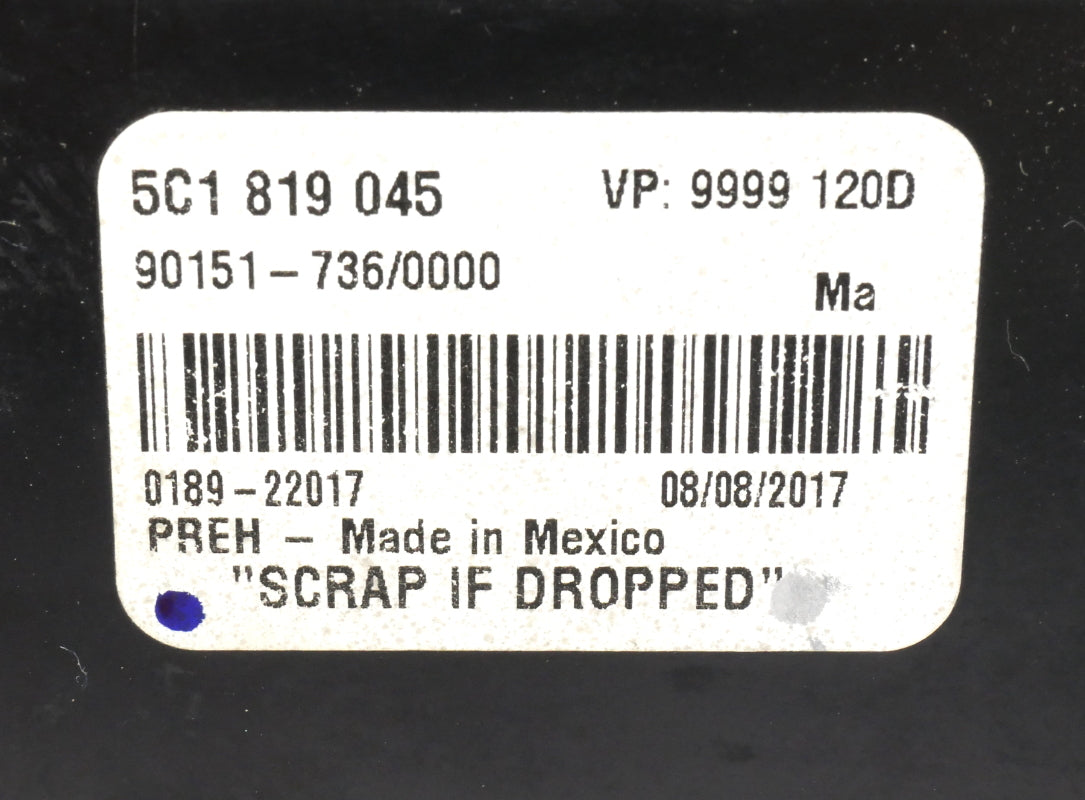 5C1 819 045 VP: 9999 120D
90151-736/0000
Ma
0189-22017 08/08/2017
PREH - Made in Mexico
"SCRAP IF DROPPED"